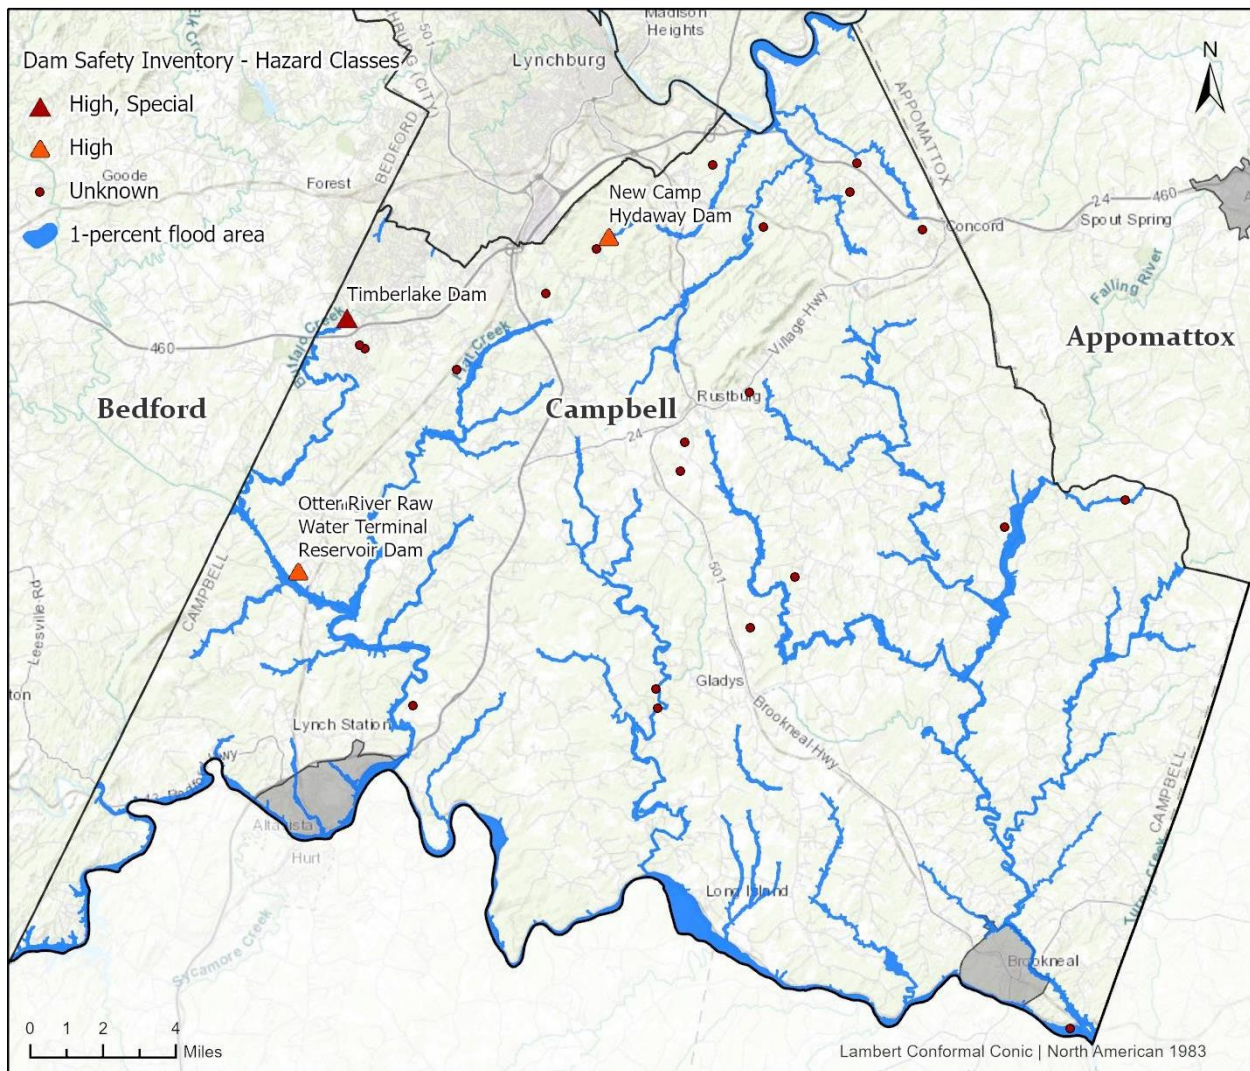 Dam Safety Inventory - Hazard Classes
High, Special
High
Unknown
1-percent flood area
N
Madison
Heights
Lynchburg
501
BEDFORD
APPOMATTOX
Goode
Forest
New Camp
Hydaway Dam
24
460
Spout Spring
Concord
Falling River
Timberlake Dam
460
Flat Creek
Village Hwy
Appomattox
Bedford
Campbell
Rustburg
24
Otter River Raw
Water Terminal
Reservoir Dam
CAMPBELL
Leesville Rd
501
ton
Gladys
Brookneal Hwy
Lynch Station
CAMPBELL
Altavista
Hurt
Long Island
Sycamore Creek
Brookneal
0 1 2 4
Miles
Lambert Conformal Conic | North American 1983